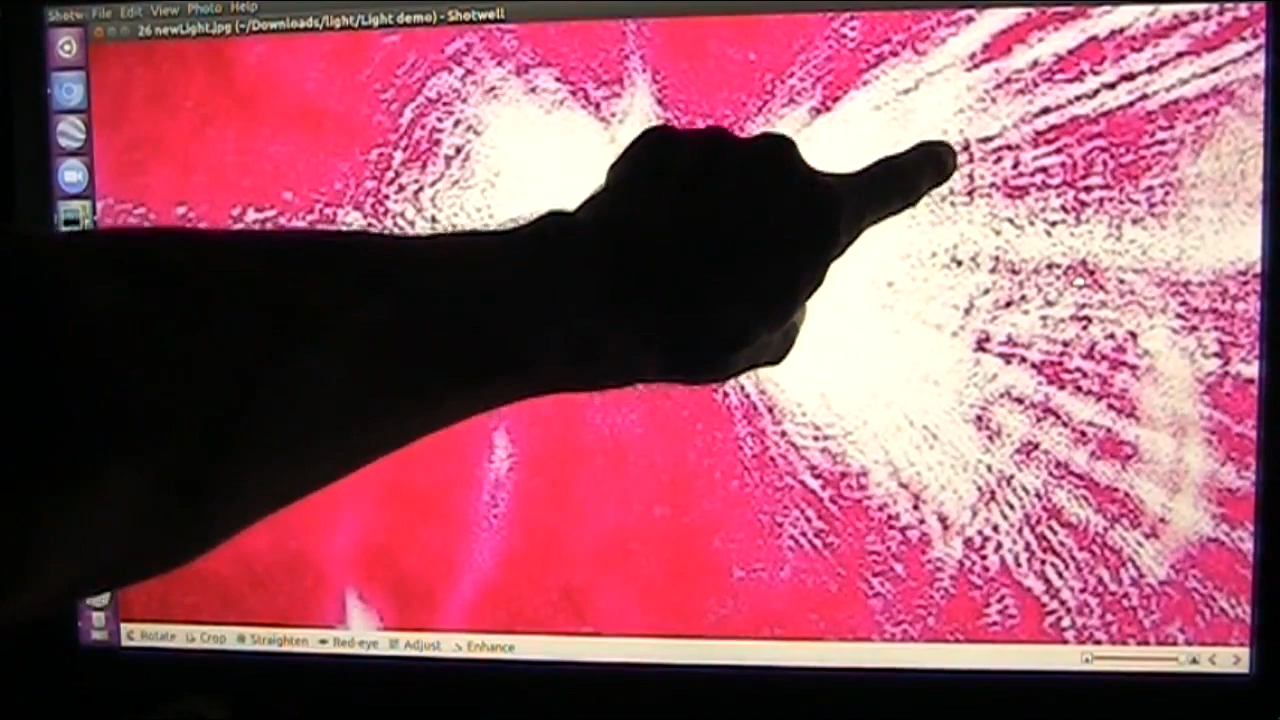 Shotw File Edit View Photo Help
26 newLight.jpg (~/Downloads/light/Light demo) - Shotwell
Rotate Crop Straighten Red-eye Adjust Enhance